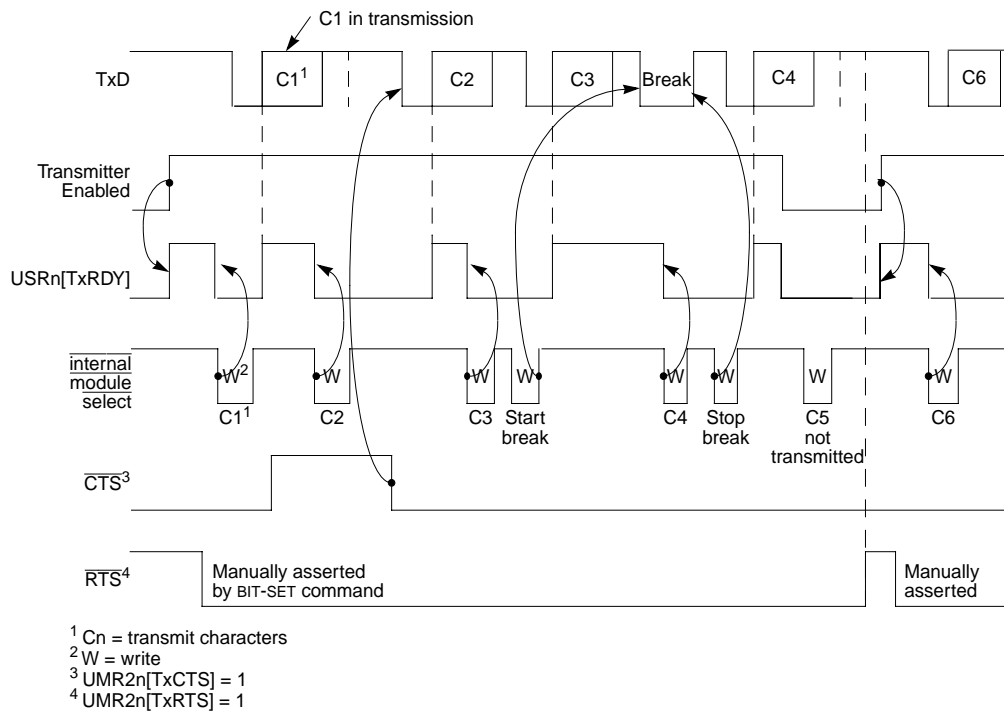 C1 in transmission
TxD
C1¹
C2
C3
Break
C4
C6
Transmitter
Enabled
USRn[TxRDY]
internal
module
select
W²
W
W
W
W
W
W
W
C1¹
C2
C3
Start
break
C4
Stop
break
C5
not
transmitted
C6
CTS³
RTS⁴
Manually asserted
by BIT-SET command
Manually
asserted
¹ Cn = transmit characters
² W = write
³ UMR2n[TxCTS] = 1
⁴ UMR2n[TxRTS] = 1